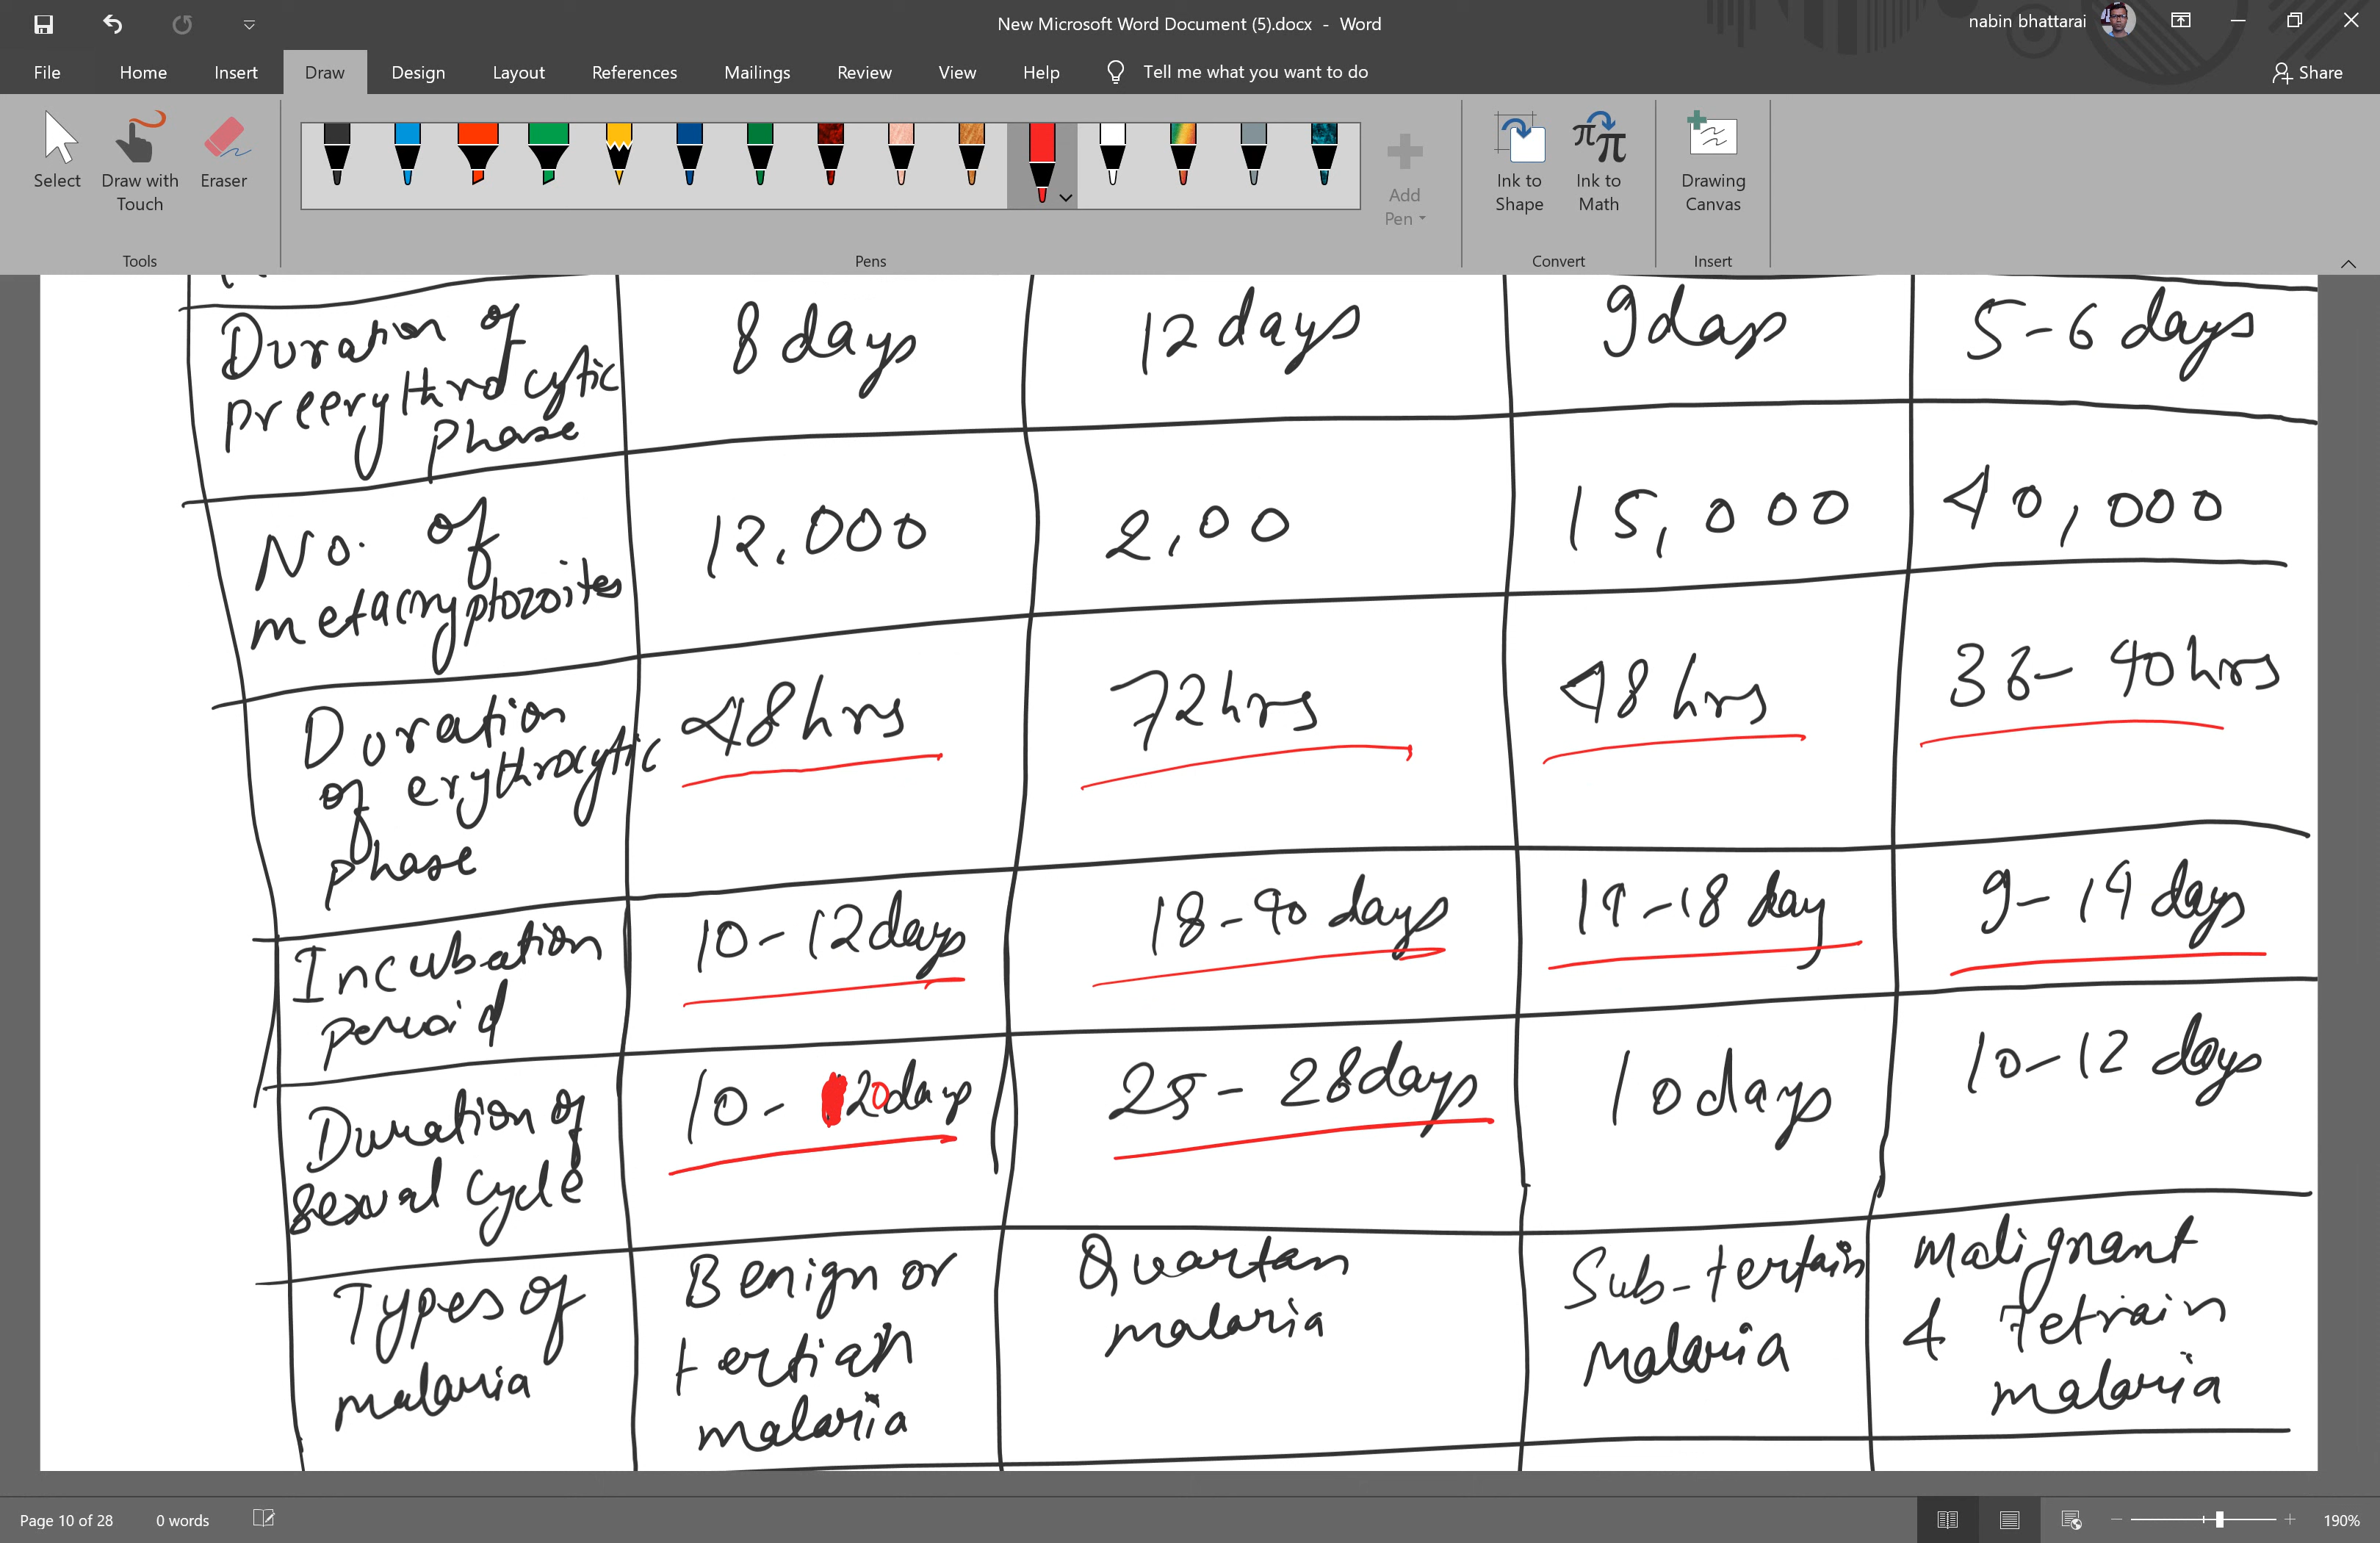 New Microsoft Word Document (5).docx - Word
nabin bhattarai
File Home Insert Draw Design Layout References Mailings Review View Help Tell me what you want to do Share
Select Draw with Touch Eraser
Add Pen
Ink to Shape Ink to Math Drawing Canvas
Tools Pens Convert Insert
Duration of preerythrocytic phase 8 days 12 days 9 days 5-6 days
No. of metacryptozoites 12,000 2,00 15,000 40,000
Duration of erythrocytic phase 48 hrs 72 hrs 48 hrs 36-40 hrs
Incubation period 10-12 days 18-40 days 14-18 day 9-14 days
Duration of sexual cycle 10-20 days 25-28 days 10 days 10-12 days
Types of malaria Benign or tertian malaria Quartan malaria Sub-tertain malaria Malignant & Tetrain malaria
Page 10 of 28 0 words 190%